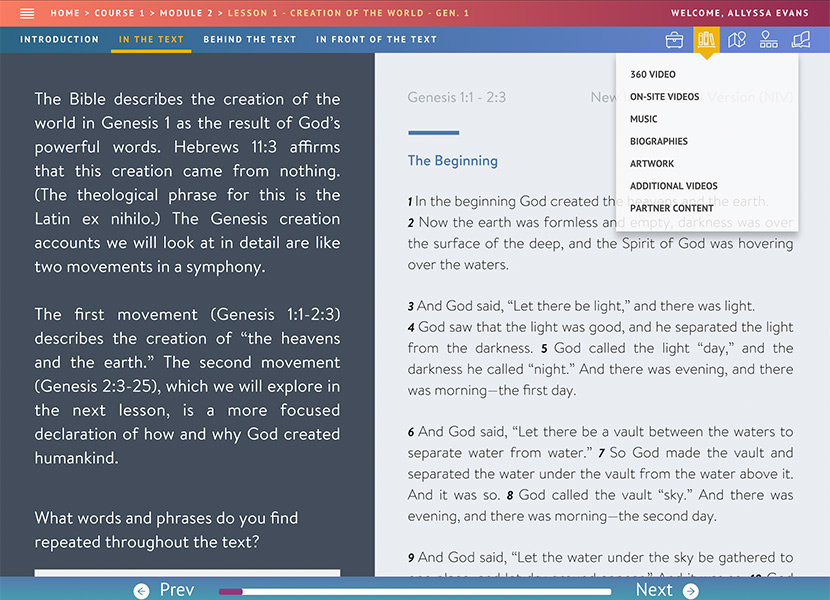 HOME > COURSE 1 > MODULE 2 > LESSON 1 - CREATION OF THE WORLD - GEN. 1
WELCOME, ALLYSSA EVANS
INTRODUCTION
IN THE TEXT
BEHIND THE TEXT
IN FRONT OF THE TEXT
The Bible describes the creation of the
world in Genesis 1 as the result of God’s
powerful words. Hebrews 11:3 affirms
that this creation came from nothing.
(The theological phrase for this is the
Latin ex nihilo.) The Genesis creation
accounts we will look at in detail are like
two movements in a symphony.
The first movement (Genesis 1:1-2:3)
describes the creation of “the heavens
and the earth.” The second movement
(Genesis 2:3-25), which we will explore in
the next lesson, is a more focused
declaration of how and why God created
humankind.
What words and phrases do you find
repeated throughout the text?
Genesis 1:1 - 2:3
New Version (NIV)
The Beginning
1 In the beginning God created the heavens and the earth.
2 Now the earth was formless and empty, darkness was over
the surface of the deep, and the Spirit of God was hovering
over the waters.
3 And God said, “Let there be light,” and there was light.
4 God saw that the light was good, and he separated the light
from the darkness. 5 God called the light “day,” and the
darkness he called “night.” And there was evening, and there
was morning—the first day.
6 And God said, “Let there be a vault between the waters to
separate water from water.” 7 So God made the vault and
separated the water under the vault from the water above it.
And it was so. 8 God called the vault “sky.” And there was
evening, and there was morning—the second day.
9 And God said, “Let the water under the sky be gathered to
360 VIDEO
ON-SITE VIDEOS
MUSIC
BIOGRAPHIES
ARTWORK
ADDITIONAL VIDEOS
PARTNER CONTENT
Prev
Next